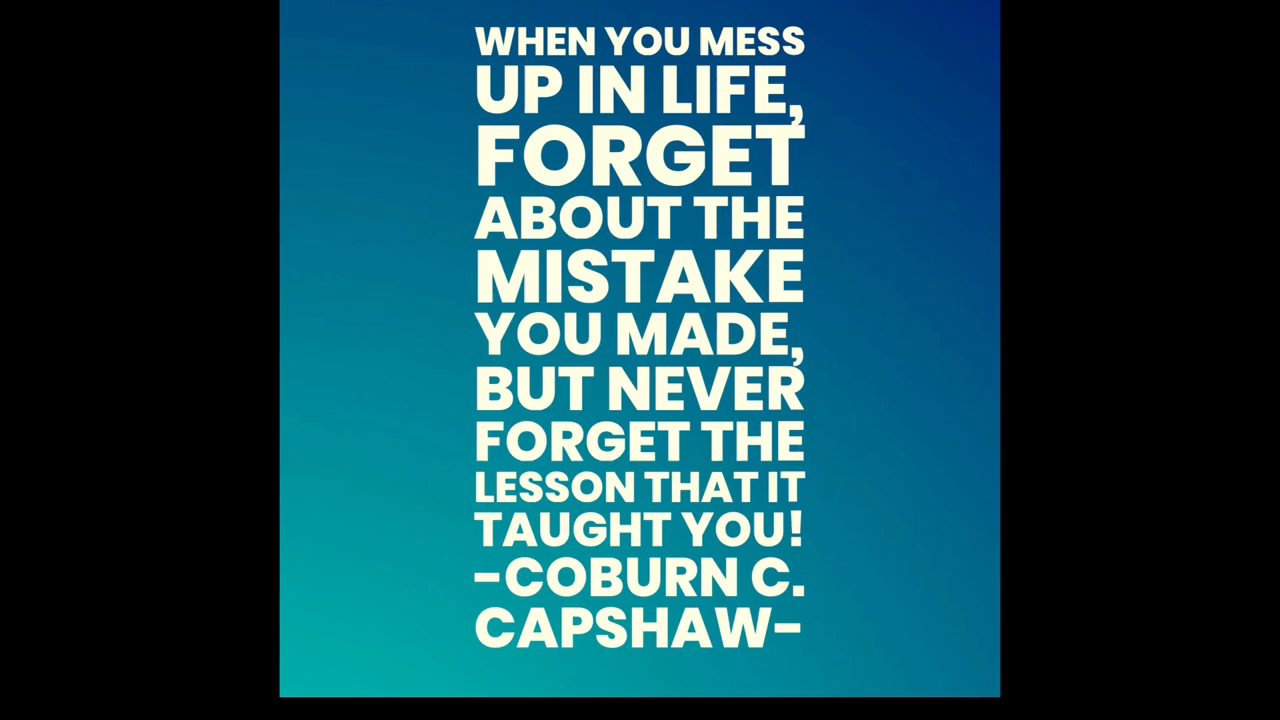 WHEN YOU MESS
UP IN LIFE,
FORGET
ABOUT THE
MISTAKE
YOU MADE,
BUT NEVER
FORGET THE
LESSON THAT IT
TAUGHT YOU!
-COBURN C.
CAPSHAW-